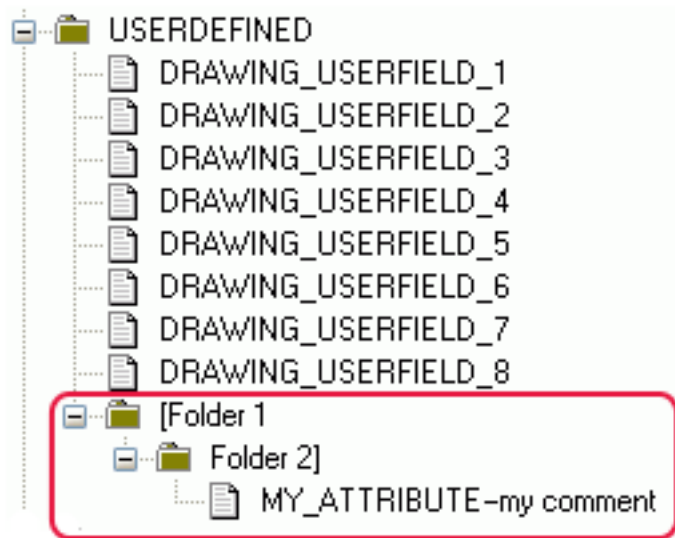 USERDEFINED
DRAWING_USERFIELD_1
DRAWING_USERFIELD_2
DRAWING_USERFIELD_3
DRAWING_USERFIELD_4
DRAWING_USERFIELD_5
DRAWING_USERFIELD_6
DRAWING_USERFIELD_7
DRAWING_USERFIELD_8
[Folder 1
Folder 2]
MY_ATTRIBUTE–my comment